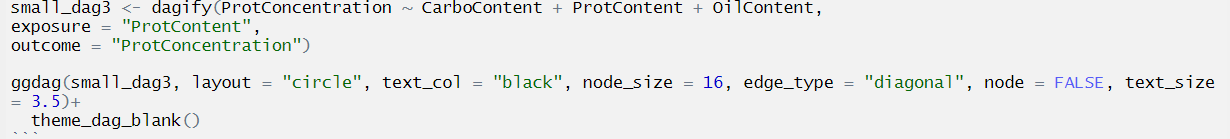 small_dag3 <- dagify(ProtConcentration ~ CarboContent + ProtContent + OilContent,
exposure = "ProtContent",
outcome = "ProtConcentration")
ggdag(small_dag3, layout = "circle", text_col = "black", node_size = 16, edge_type = "diagonal", node = FALSE, text_size
= 3.5)+
  theme_dag_blank()
```